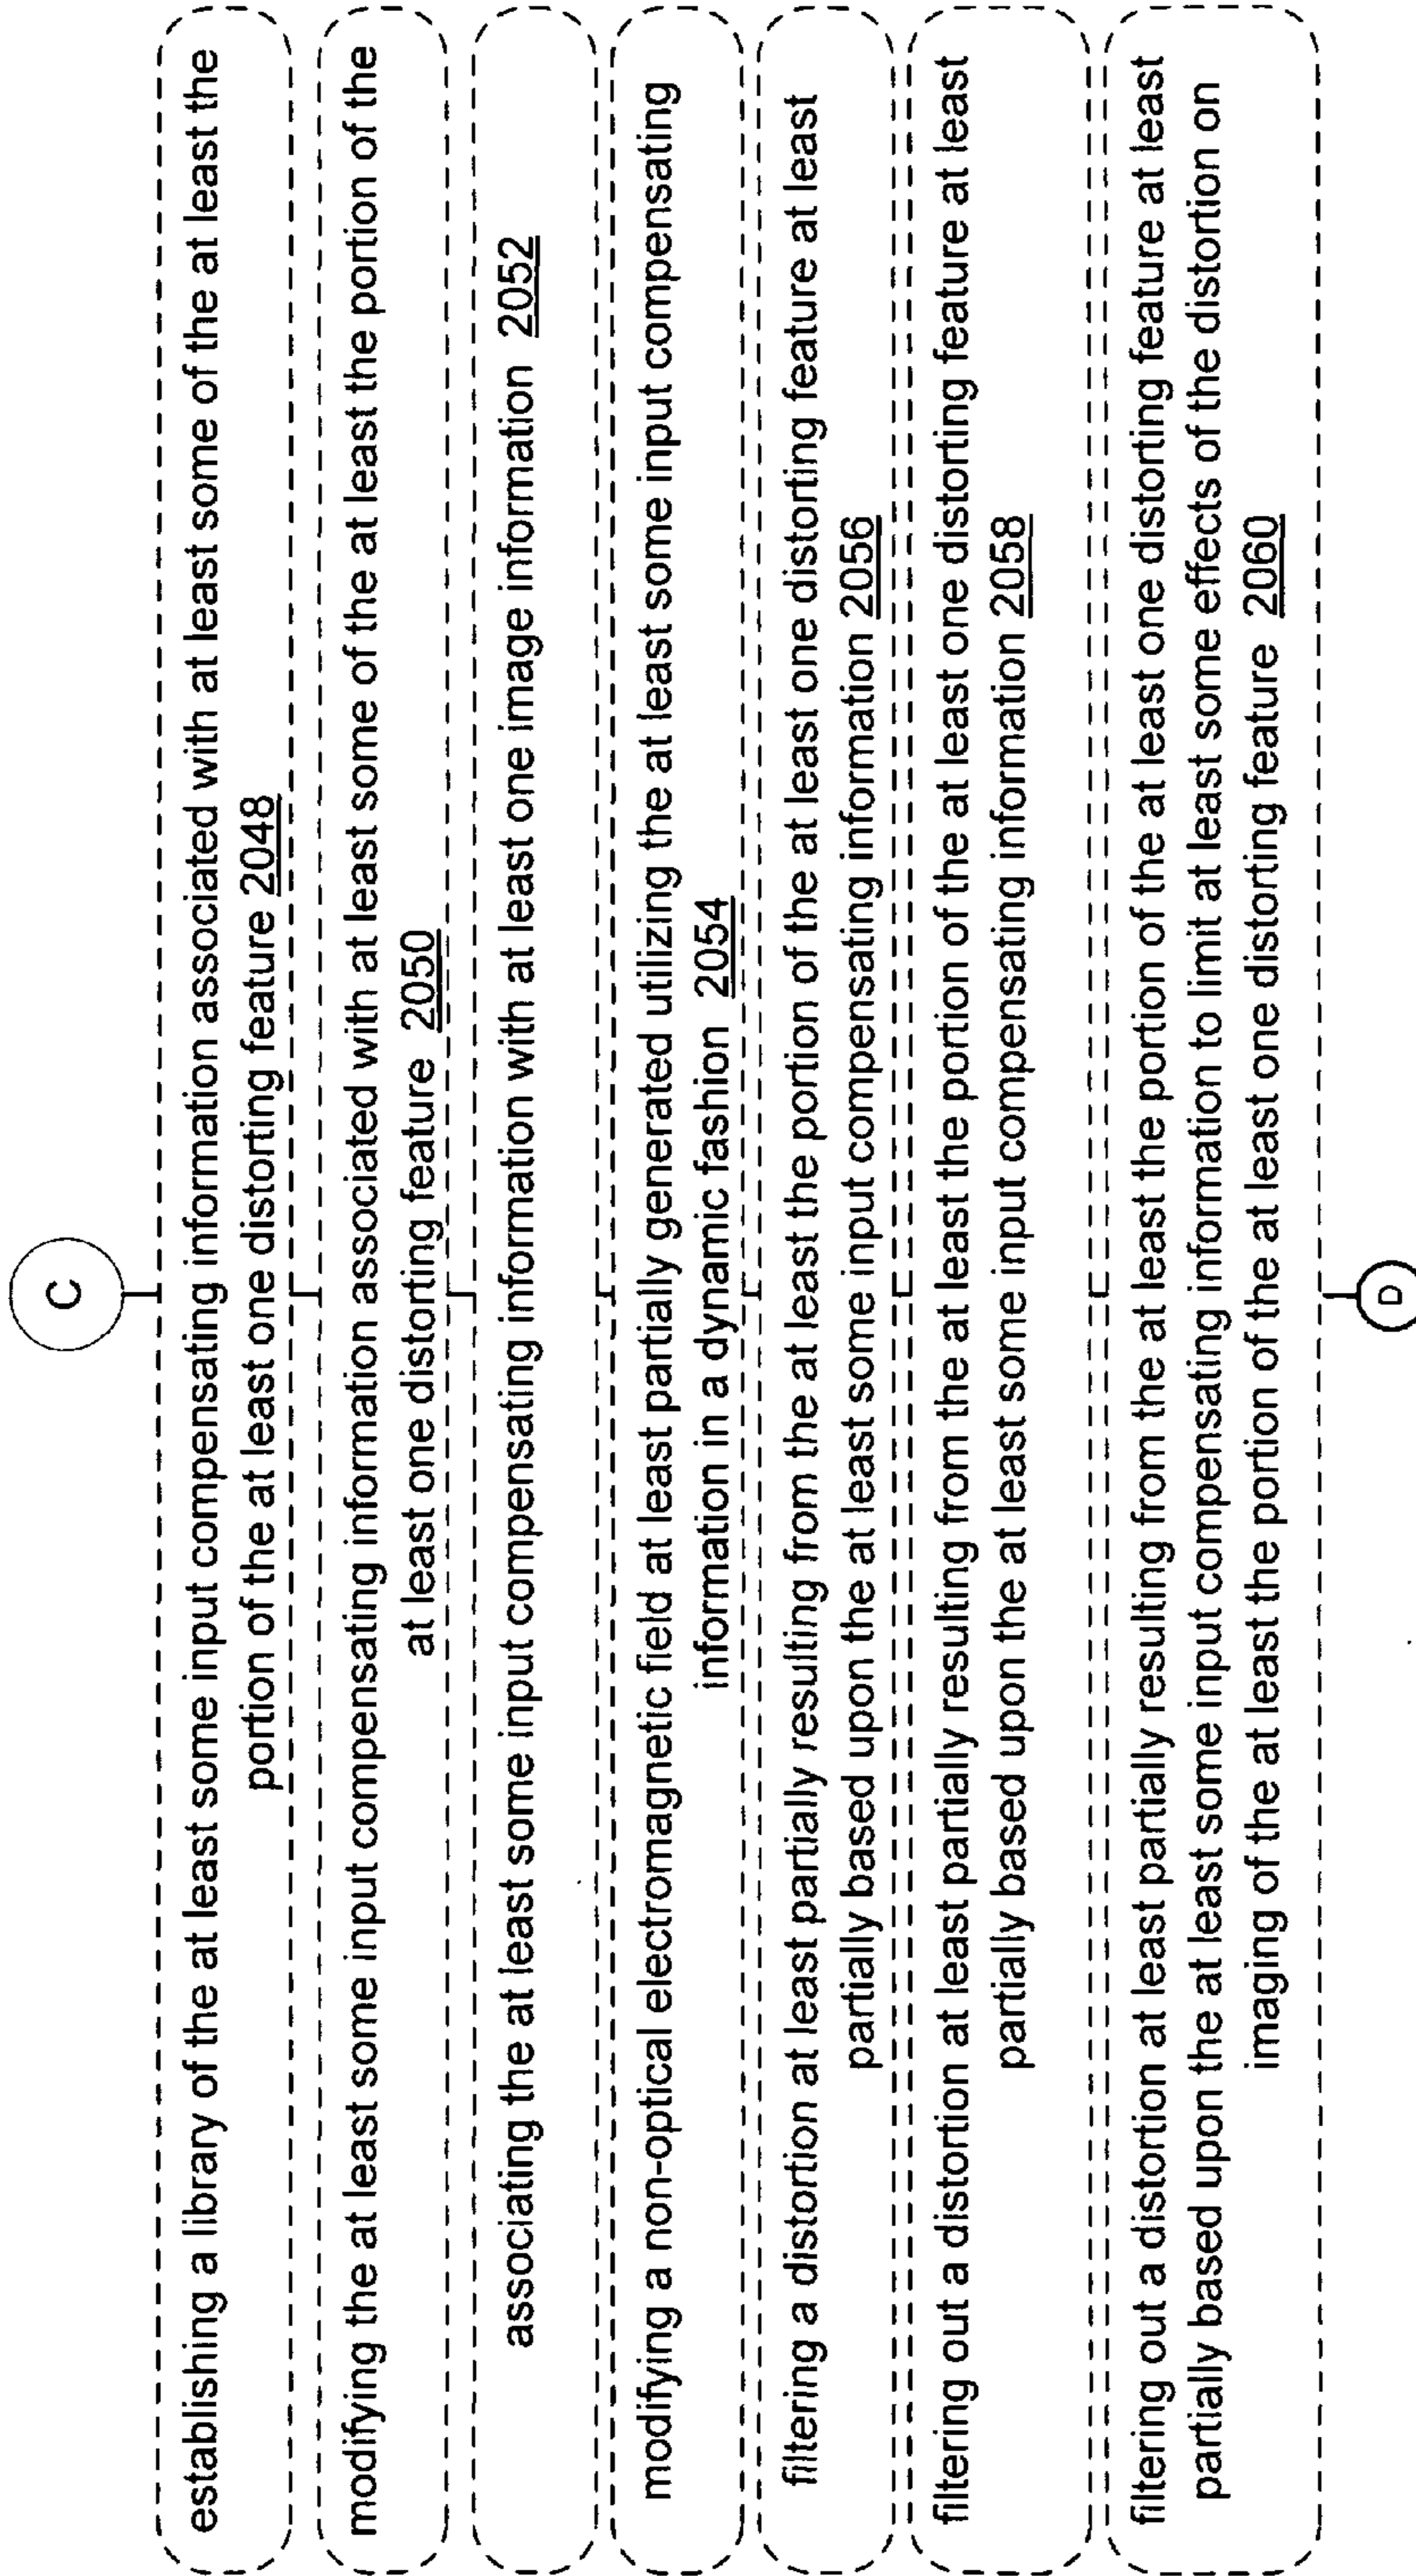 C
establishing a library of the at least some input compensating information associated with at least some of the at least the
portion of the at least one distorting feature 2048
modifying the at least some input compensating information associated with at least some of the at least the portion of the
at least one distorting feature 2050
associating the at least some input compensating information with at least one image information 2052
modifying a non-optical electromagnetic field at least partially generated utilizing the at least some input compensating
information in a dynamic fashion 2054
filtering a distortion at least partially resulting from the at least the portion of the at least one distorting feature at least
partially based upon the at least some input compensating information 2056
filtering out a distortion at least partially resulting from the at least the portion of the at least one distorting feature at least
partially based upon the at least some input compensating information 2058
filtering out a distortion at least partially resulting from the at least the portion of the at least one distorting feature at least
partially based upon the at least some input compensating information to limit at least some effects of the distortion on
imaging of the at least the portion of the at least one distorting feature 2060
D